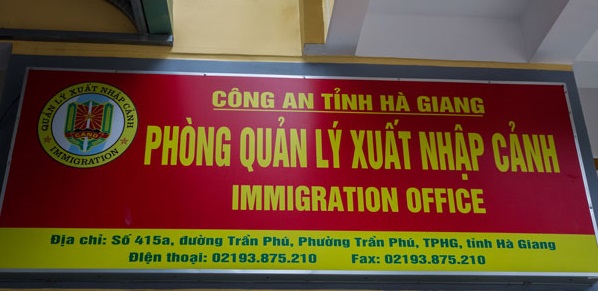 QUẢN LÝ XUẤT NHẬP CẢNH
CAND
IMMIGRATION
CÔNG AN TỈNH HÀ GIANG
PHÒNG QUẢN LÝ XUẤT NHẬP CẢNH
IMMIGRATION OFFICE
Địa chỉ: Số 415a, đường Trần Phú, Phường Trần Phú, TPHG, tỉnh Hà Giang
Điện thoại: 02193.875.210 Fax: 02193.875.210